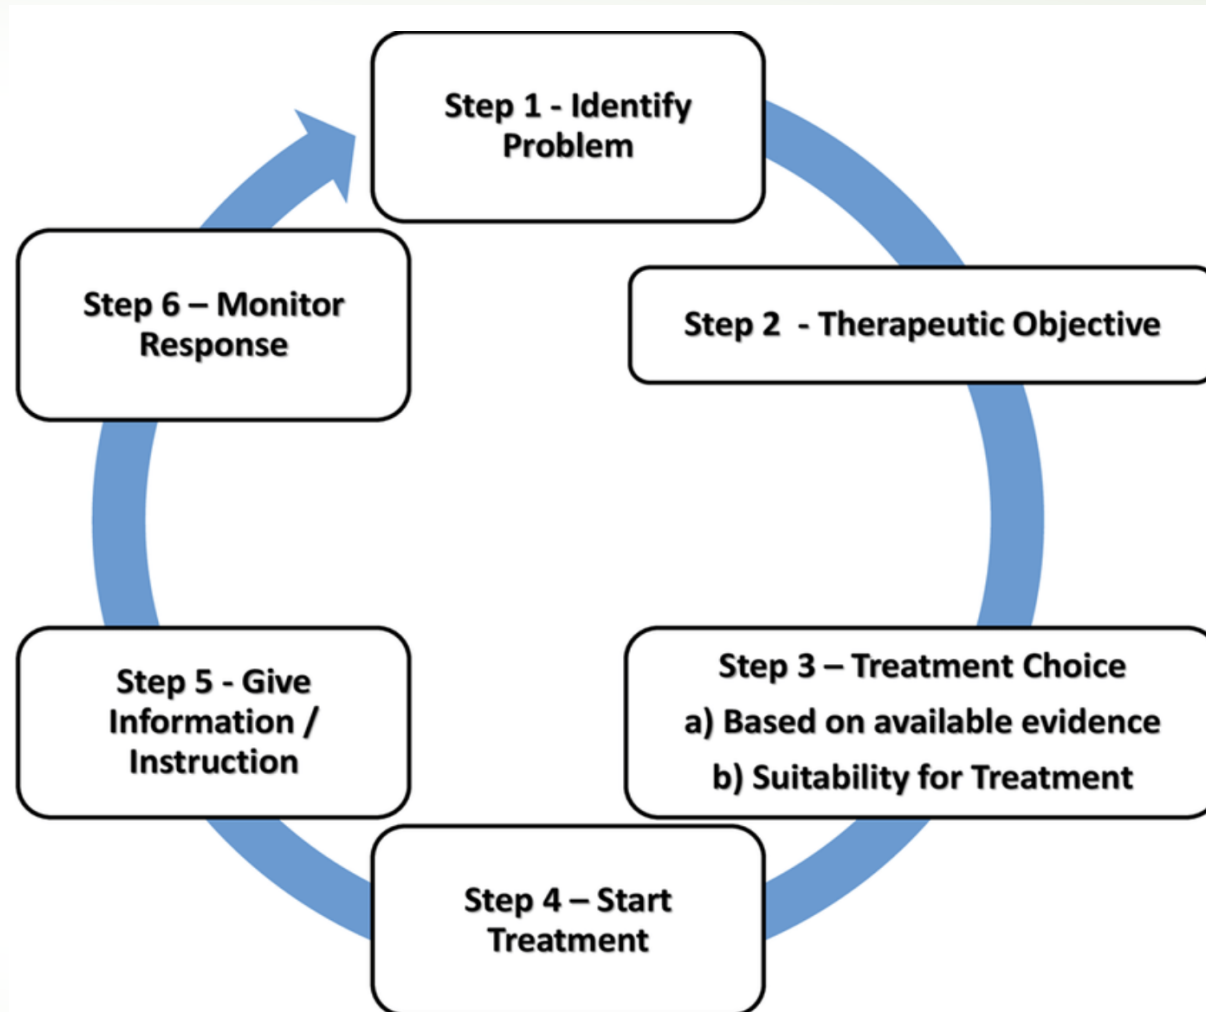 Step 1 - Identify
Problem
Step 2  - Therapeutic Objective
Step 3 – Treatment Choice
a) Based on available evidence
b) Suitability for Treatment
Step 4 – Start
Treatment
Step 5 - Give
Information /
Instruction
Step 6 – Monitor
Response